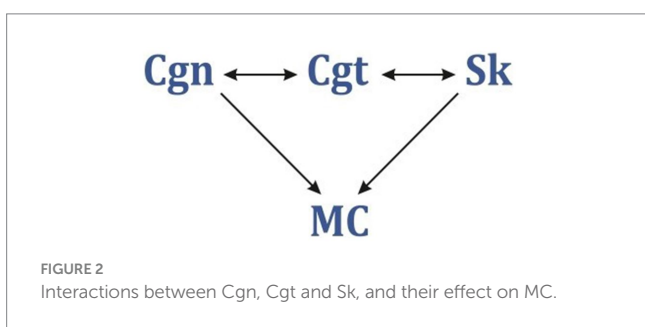 Cgn Cgt Sk
MC
FIGURE 2
Interactions between Cgn, Cgt and Sk, and their effect on MC.